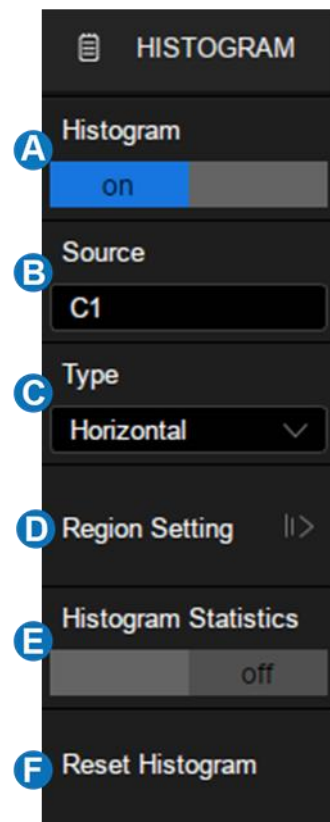 HISTOGRAM
A
Histogram
on
B
Source
C1
C
Type
Horizontal
D
Region Setting
E
Histogram Statistics
off
F
Reset Histogram